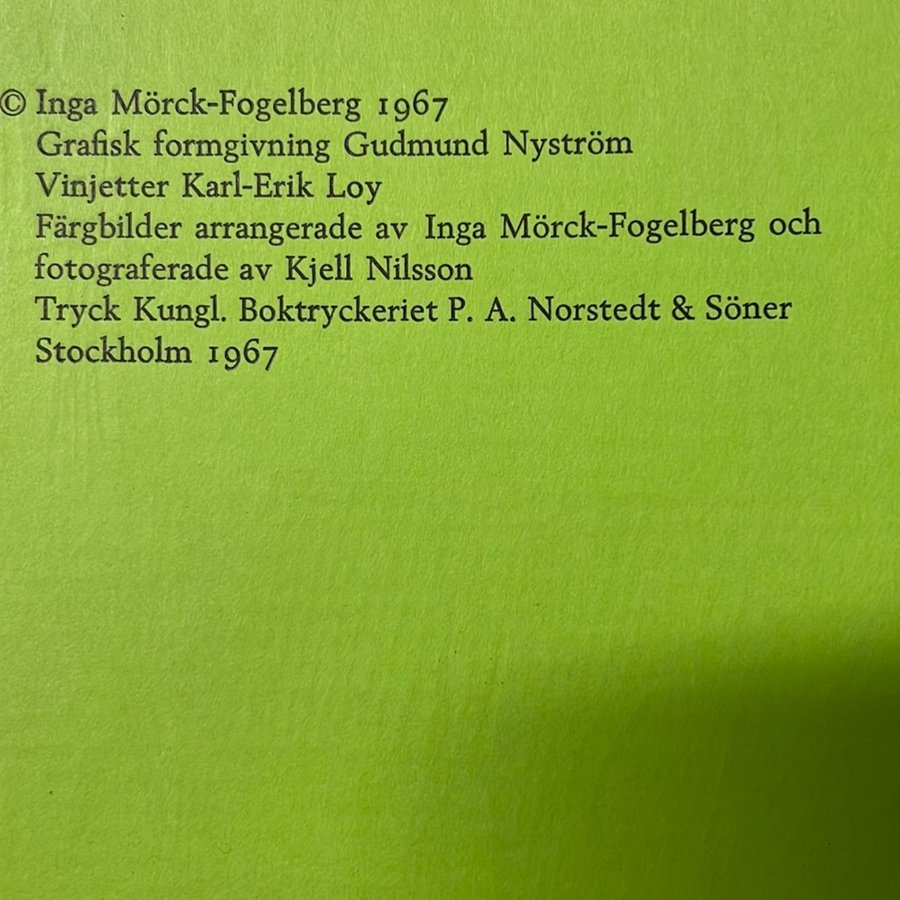 © Inga Mörck-Fogelberg 1967
Grafisk formgivning Gudmund Nyström
Vinjetter Karl-Erik Loy
Färgbilder arrangerade av Inga Mörck-Fogelberg och
fotograferade av Kjell Nilsson
Tryck Kungl. Boktryckeriet P. A. Norstedt & Söner
Stockholm 1967